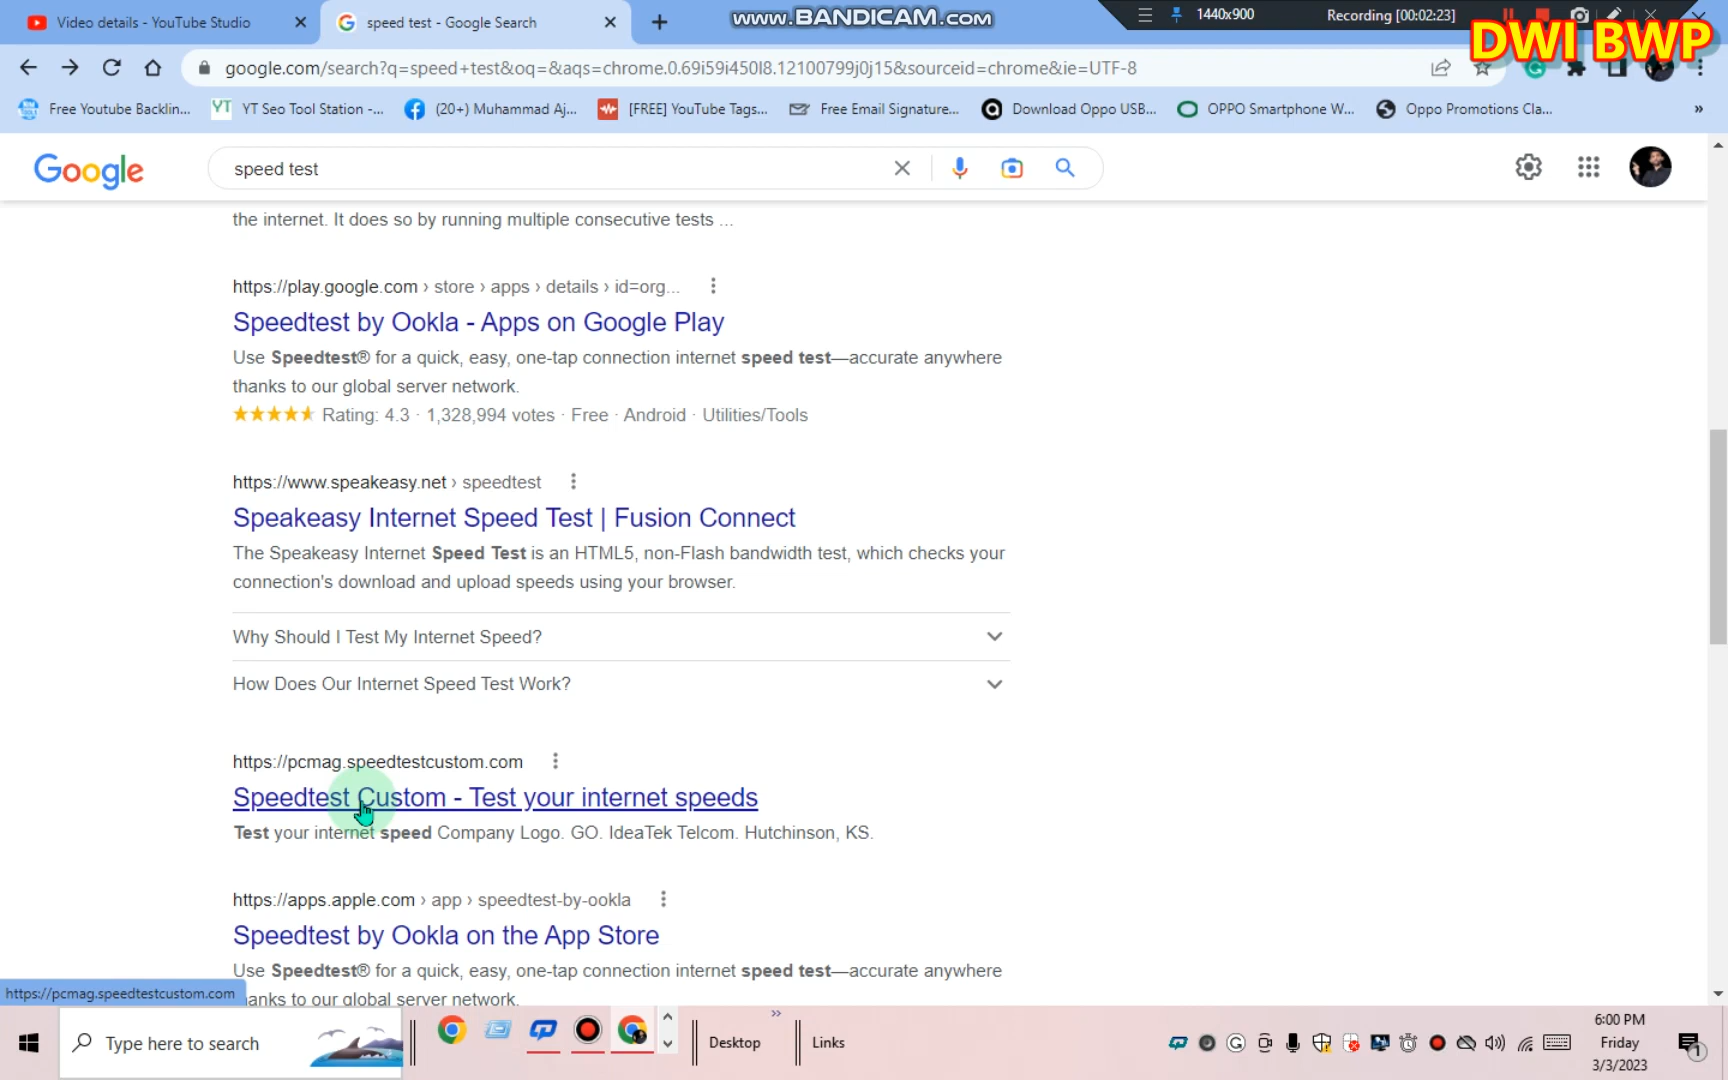 Video details - YouTube Studio
speed test - Google Search
www.BANDICAM.com
1440x900
Recording [00:02:23]
DWI BWP
google.com/search?q=speed+test&oq=&aqs=chrome.0.69i59i450l8.12100799j0j15&sourceid=chrome&ie=UTF-8
Free Youtube Backlin...
YT
YT Seo Tool Station -...
(20+) Muhammad Aj...
[FREE] YouTube Tags...
Free Email Signature...
Download Oppo USB...
OPPO Smartphone W...
Oppo Promotions Cla...
»
Google
speed test
the internet. It does so by running multiple consecutive tests ...
https://play.google.com › store › apps › details › id=org...
Speedtest by Ookla - Apps on Google Play
Use Speedtest® for a quick, easy, one-tap connection internet speed test—accurate anywhere
thanks to our global server network.
Rating: 4.3 · 1,328,994 votes · Free · Android · Utilities/Tools
https://www.speakeasy.net › speedtest
Speakeasy Internet Speed Test | Fusion Connect
The Speakeasy Internet Speed Test is an HTML5, non-Flash bandwidth test, which checks your
connection's download and upload speeds using your browser.
Why Should I Test My Internet Speed?
How Does Our Internet Speed Test Work?
https://pcmag.speedtestcustom.com
Speedtest Custom - Test your internet speeds
Test your internet speed Company Logo. GO. IdeaTek Telcom. Hutchinson, KS.
https://apps.apple.com › app › speedtest-by-ookla
Speedtest by Ookla on the App Store
Use Speedtest® for a quick, easy, one-tap connection internet speed test—accurate anywhere
https://pcmag.speedtestcustom.com
hanks to our global server network.
Type here to search
»
Desktop
Links
6:00 PM
Friday
3/3/2023
1